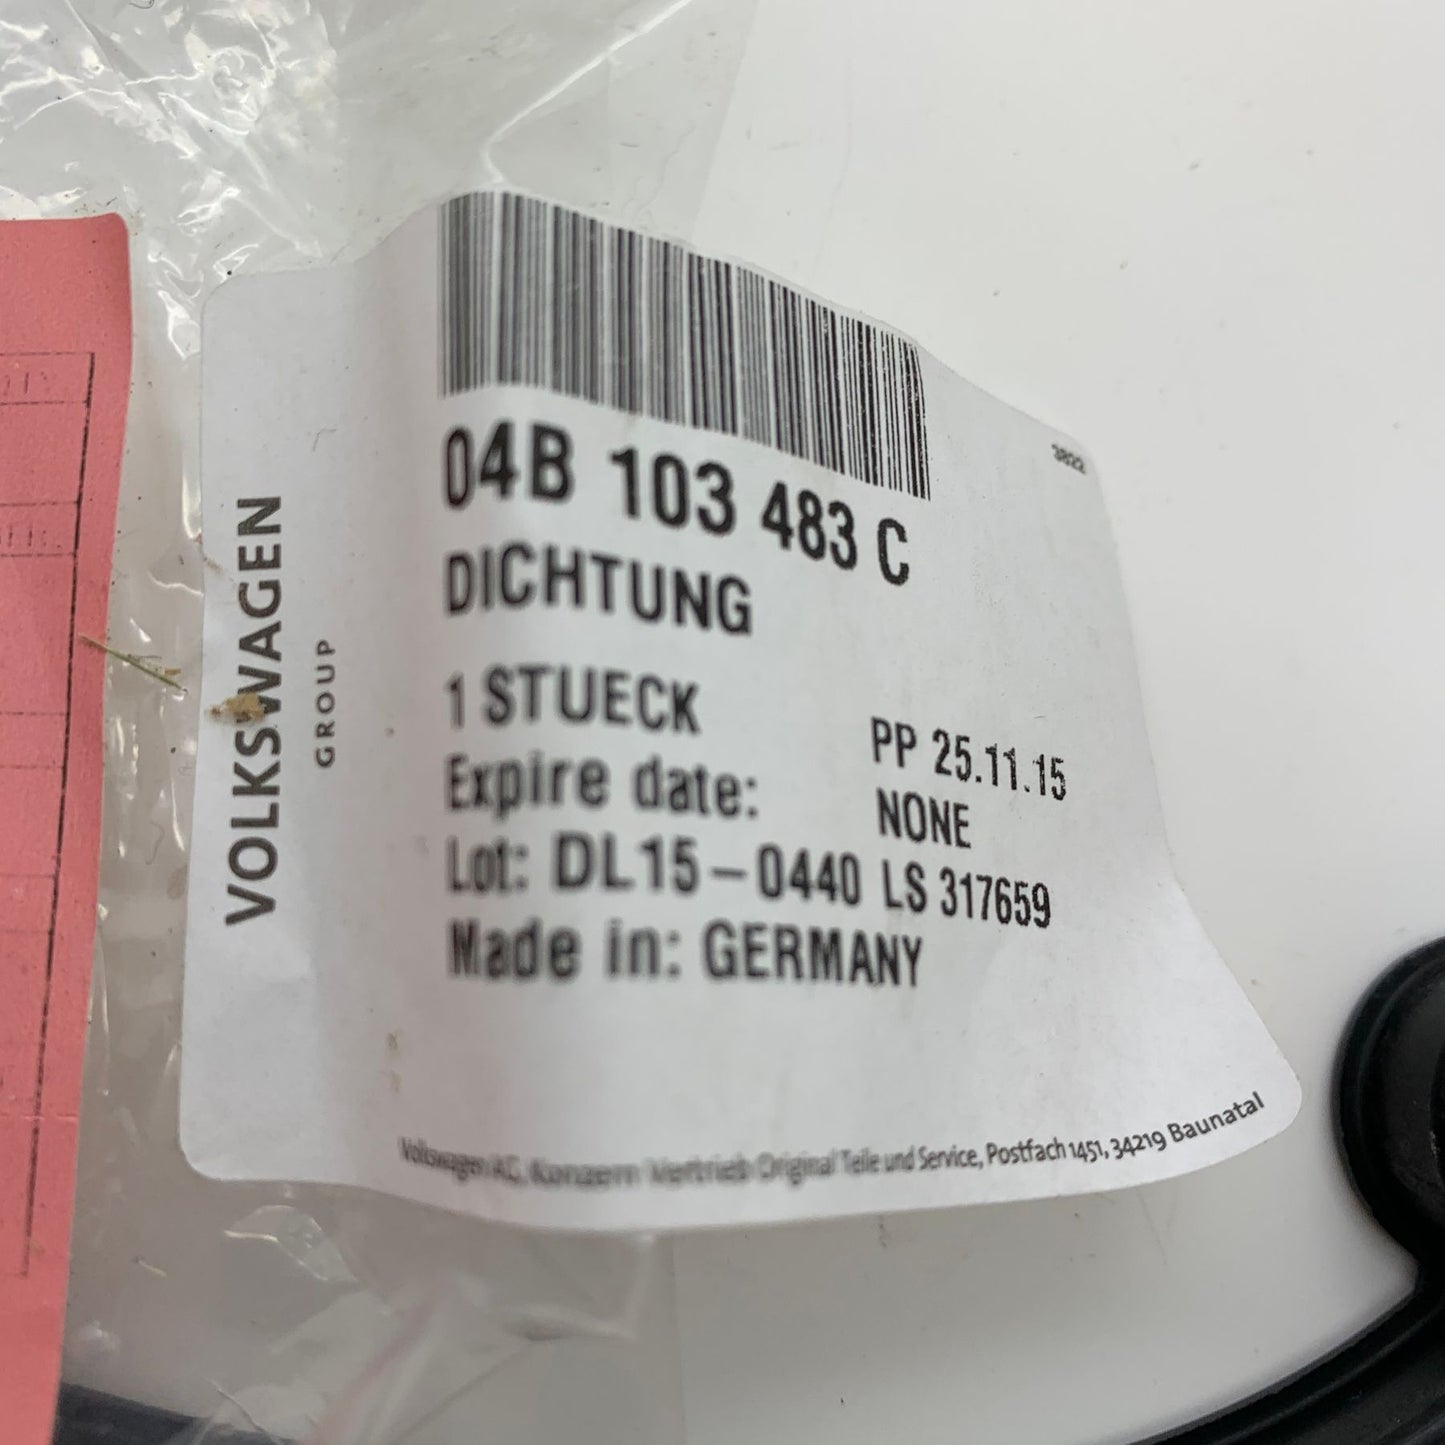 VOLKSWAGEN
GROUP
3822
04B 103 483 C
DICHTUNG
1 STUECK
PP 25.11.15
Expire date: NONE
Lot: DL15-0440 LS 317659
Made in: GERMANY
Volkswagen AG, Konzern Vertrieb Original Teile und Service, Postfach 1451, 34219 Baunatal